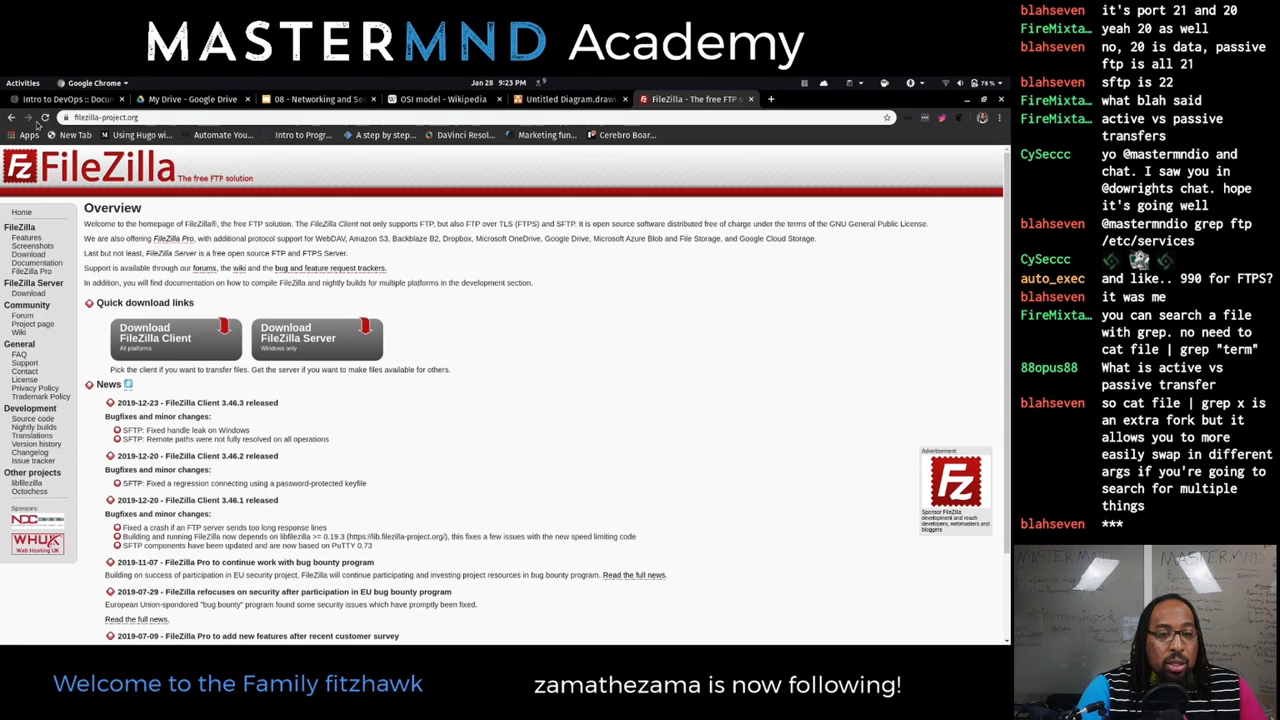 MASTERMND Academy
Activities
Google Chrome
Jan 28 9:23 PM
9
78 %
Intro to DevOps :: Docum
My Drive - Google Drive
08 - Networking and Sec
OSI model - Wikipedia
Untitled Diagram.draw
FileZilla - The free FTP s
filezilla-project.org
Apps
New Tab
Using Hugo wi...
Automate You...
Intro to Progr...
A step by step...
DaVinci Resol...
Marketing fun...
Cerebro Boar...
FileZilla
The free FTP solution
Home
FileZilla
Features
Screenshots
Download
Documentation
FileZilla Pro
FileZilla Server
Download
Community
Forum
Project page
Wiki
General
FAQ
Support
Contact
License
Privacy Policy
Trademark Policy
Development
Source code
Nightly builds
Translations
Version history
Changelog
Issue tracker
Other projects
libfilezilla
Octochess
Sponsors:
WHUK
Web Hosting UK
Overview
Welcome to the homepage of FileZilla®, the free FTP solution. The FileZilla Client not only supports FTP, but also FTP over TLS (FTPS) and SFTP. It is open source software distributed free of charge under the terms of the GNU General Public License.
We are also offering FileZilla Pro, with additional protocol support for WebDAV, Amazon S3, Backblaze B2, Dropbox, Microsoft OneDrive, Google Drive, Microsoft Azure Blob and File Storage, and Google Cloud Storage.
Last but not least, FileZilla Server is a free open source FTP and FTPS Server.
Support is available through our forums, the wiki and the bug and feature request trackers.
In addition, you will find documentation on how to compile FileZilla and nightly builds for multiple platforms in the development section.
Quick download links
Download
FileZilla Client
All platforms
Download
FileZilla Server
Windows only
Pick the client if you want to transfer files. Get the server if you want to make files available for others.
News
2019-12-23 - FileZilla Client 3.46.3 released
Bugfixes and minor changes:
SFTP: Fixed handle leak on Windows
SFTP: Remote paths were not fully resolved on all operations
2019-12-20 - FileZilla Client 3.46.2 released
Bugfixes and minor changes:
SFTP: Fixed a regression connecting using a password-protected keyfile
2019-12-20 - FileZilla Client 3.46.1 released
Bugfixes and minor changes:
Fixed a crash if an FTP server sends too long response lines
Building and running FileZilla now depends on libfilezilla >= 0.19.3 (https://lib.filezilla-project.org/), this fixes a few issues with the new speed limiting code
SFTP components have been updated and are now based on PuTTY 0.73
2019-11-07 - FileZilla Pro to continue work with bug bounty program
Building on success of participation in EU security project, FileZilla will continue participating and investing project resources in bug bounty program. Read the full news.
2019-07-29 - FileZilla refocuses on security after participation in EU bug bounty program
European Union-spondored "bug bounty" program found some security issues which have promptly been fixed.
Read the full news.
2019-07-09 - FileZilla Pro to add new features after recent customer survey
Advertisement:
Fz
Sponsor FileZilla
development and reach
developers, webmasters and
bloggers
blahseven it's port 21 and 20
FireMixta… yeah 20 as well
blahseven no, 20 is data, passive
ftp is all 21
blahseven sftp is 22
FireMixta… what blah said
FireMixta… active vs passive
transfers
CySeccc yo @mastermndio and
chat. I saw you in
@dowrights chat. hope
it's going well
blahseven @mastermndio grep ftp
/etc/services
CySeccc
auto_exec and like.. 990 for FTPS?
blahseven it was me
FireMixta… you can search a file
with grep. no need to
cat file | grep "term"
88opus88 What is active vs
passive transfer
blahseven so cat file | grep x is
an extra fork but it
allows you to more
easily swap in different
args if you're going to
search for multiple
things
blahseven ***
Welcome to the Family fitzhawk
zamathezama is now following!